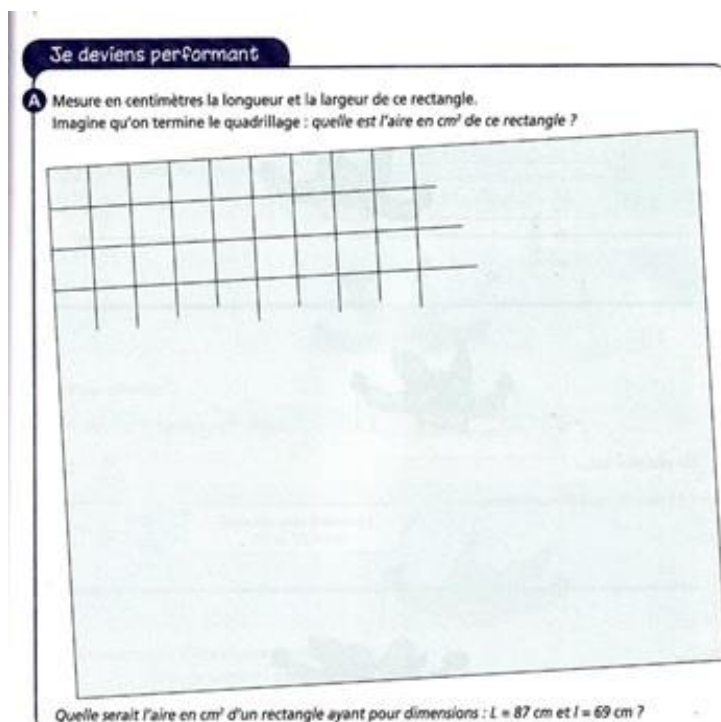 Je deviens performant
A Mesure en centimètres la longueur et la largeur de ce rectangle.
Imagine qu'on termine le quadrillage : quelle est l'aire en cm² de ce rectangle ?
Quelle serait l'aire en cm² d'un rectangle ayant pour dimensions : L = 87 cm et l = 69 cm ?